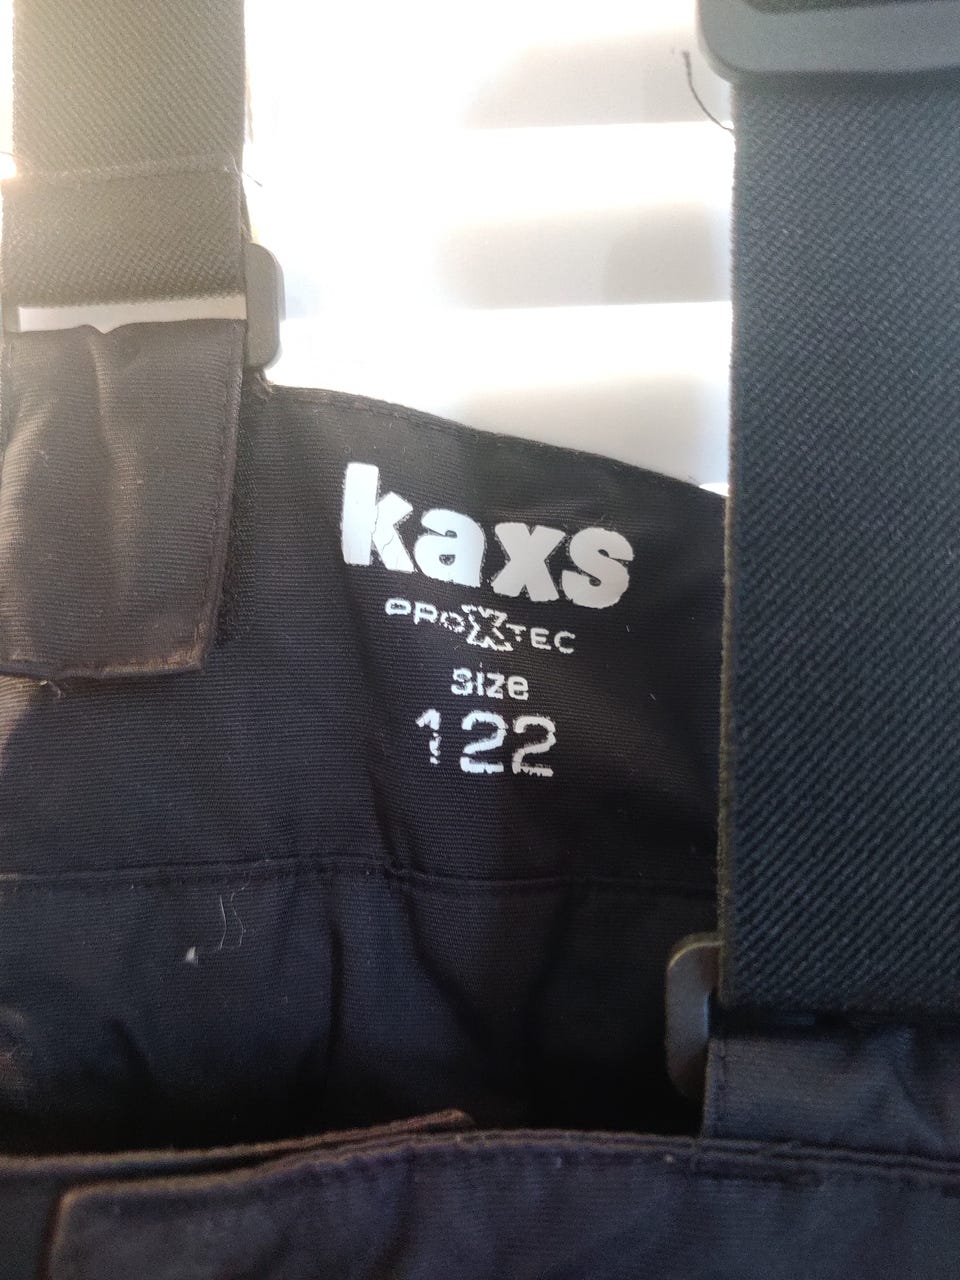 kaxs
PROXTEC
size
122